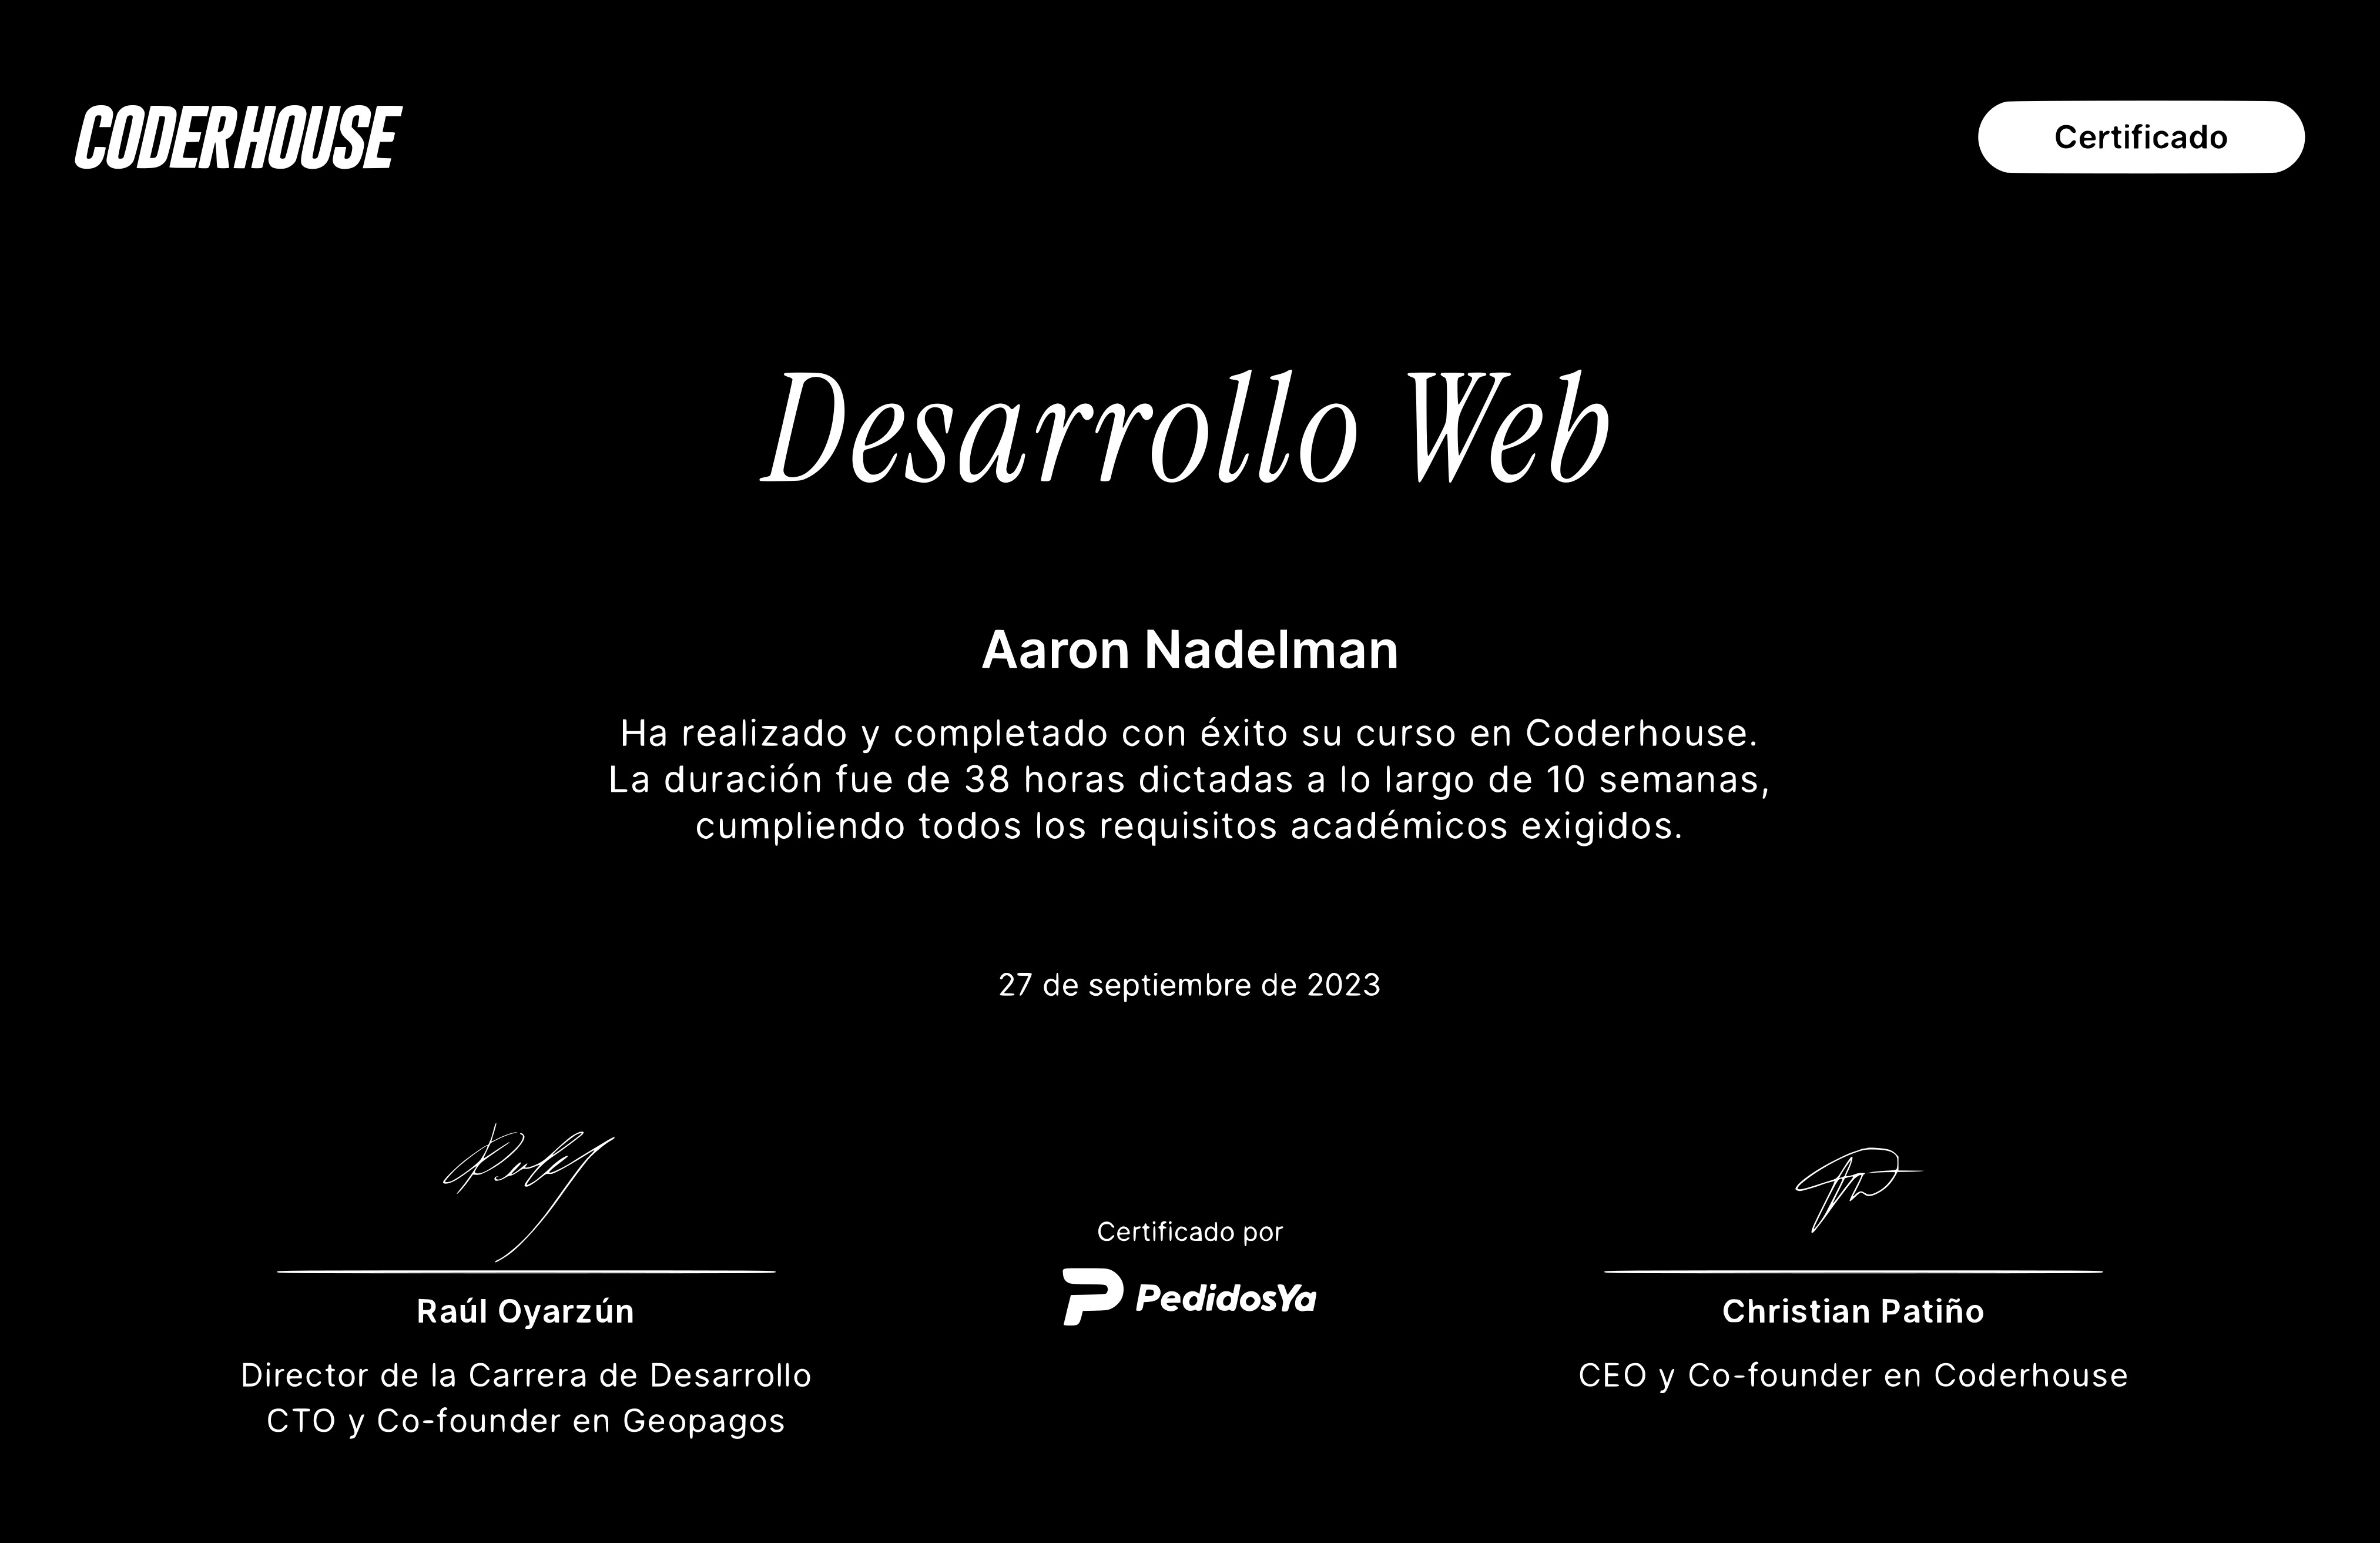 CODERHOUSE
Certificado
Desarrollo Web
Aaron Nadelman
Ha realizado y completado con éxito su curso en Coderhouse.
La duración fue de 38 horas dictadas a lo largo de 10 semanas,
cumpliendo todos los requisitos académicos exigidos.
27 de septiembre de 2023
Raúl Oyarzún
Director de la Carrera de Desarrollo
CTO y Co-founder en Geopagos
Certificado por
PedidosYa
Christian Patiño
CEO y Co-founder en Coderhouse